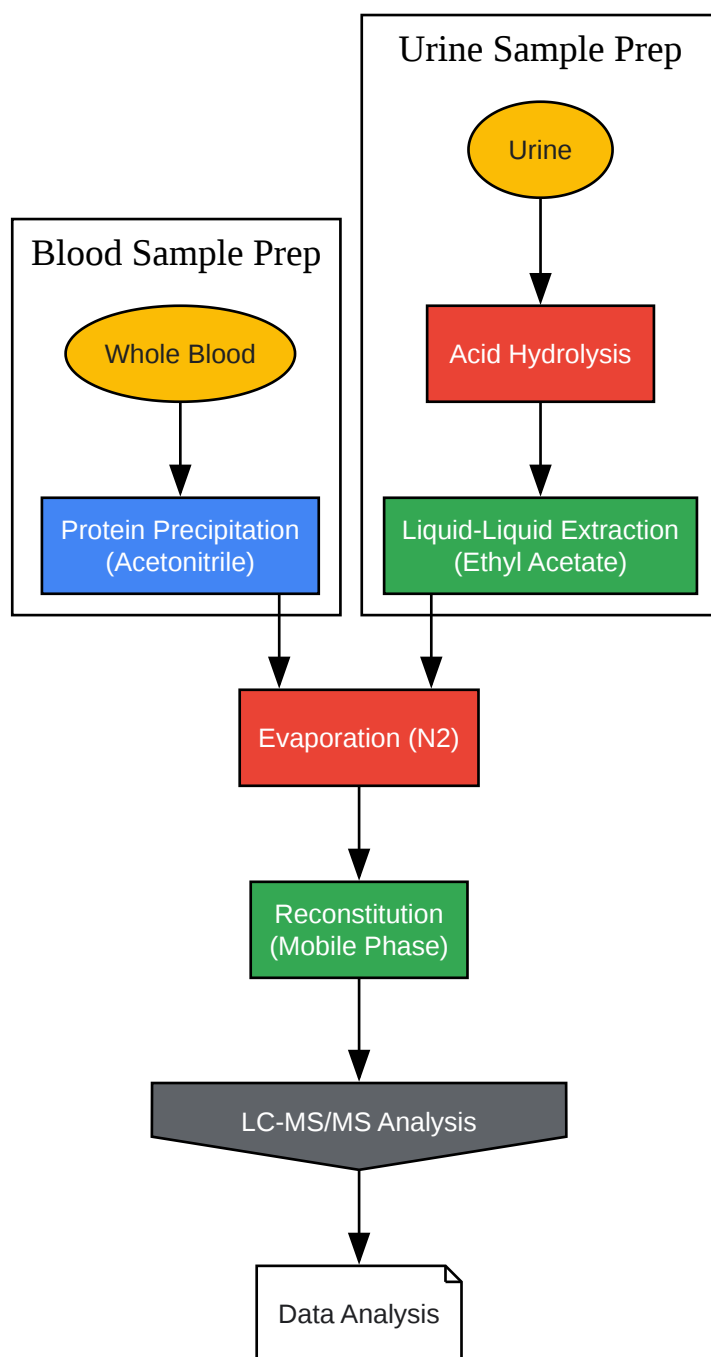 Urine Sample Prep
Urine
Blood Sample Prep
Whole Blood
Acid Hydrolysis
Protein Precipitation
(Acetonitrile)
Liquid-Liquid Extraction
(Ethyl Acetate)
Evaporation (N2)
Reconstitution
(Mobile Phase)
LC-MS/MS Analysis
Data Analysis